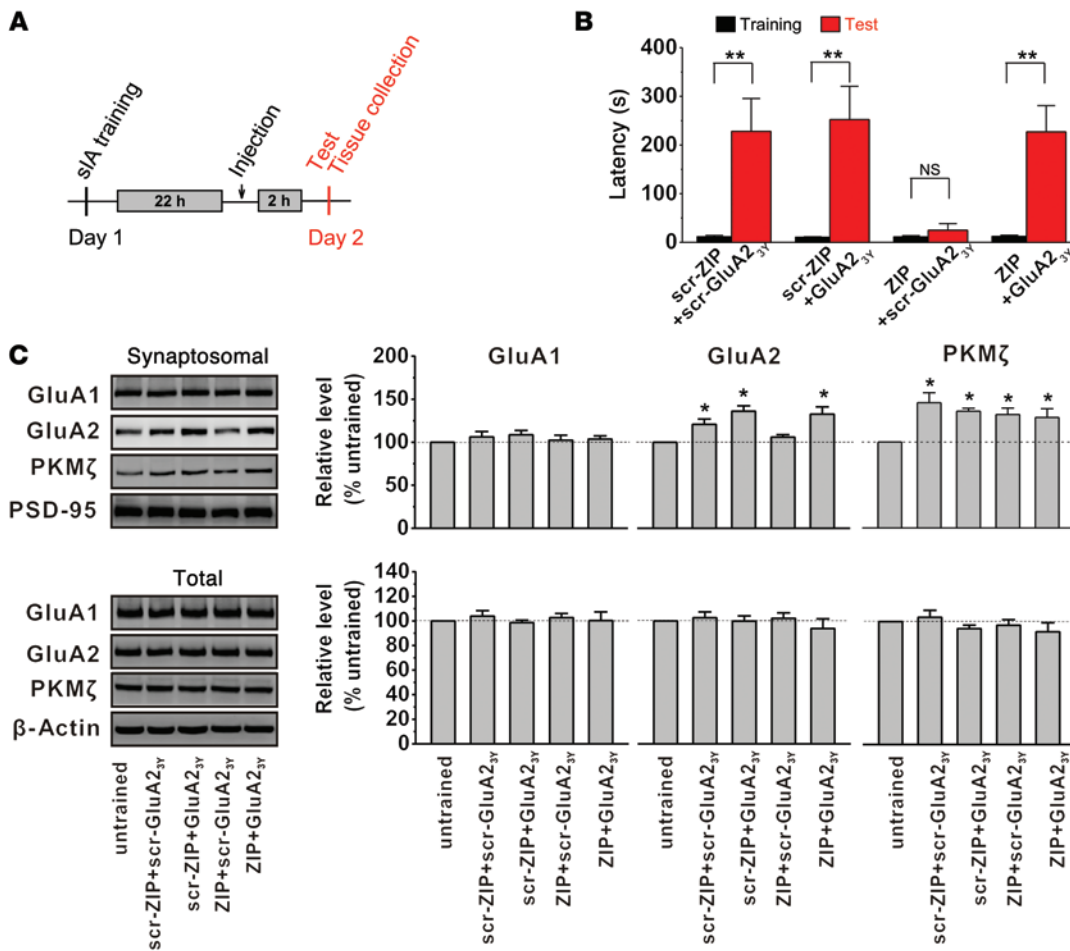 A
sIA training
Injection
Test
Tissue collection
22 h
2 h
Day 1
Day 2
B
Training
Test
Latency (s)
400
300
200
100
0
**
**
NS
**
scr-ZIP
+scr-GluA2₃Y
scr-ZIP
+GluA2₃Y
ZIP
+scr-GluA2₃Y
ZIP
+GluA2₃Y
C
Synaptosomal
GluA1
GluA2
PKMζ
PSD-95
Relative level
(% untrained)
200
150
100
50
0
GluA1
GluA2
* * *
PKMζ
* * * *
Total
GluA1
GluA2
PKMζ
β-Actin
untrained
scr-ZIP+scr-GluA2₃Y
scr-ZIP+GluA2₃Y
ZIP+scr-GluA2₃Y
ZIP+GluA2₃Y
Relative level
(% untrained)
140
120
100
80
60
40
20
0
untrained
scr-ZIP+scr-GluA2₃Y
scr-ZIP+GluA2₃Y
ZIP+scr-GluA2₃Y
ZIP+GluA2₃Y
untrained
scr-ZIP+scr-GluA2₃Y
scr-ZIP+GluA2₃Y
ZIP+scr-GluA2₃Y
ZIP+GluA2₃Y
untrained
scr-ZIP+scr-GluA2₃Y
scr-ZIP+GluA2₃Y
ZIP+scr-GluA2₃Y
ZIP+GluA2₃Y